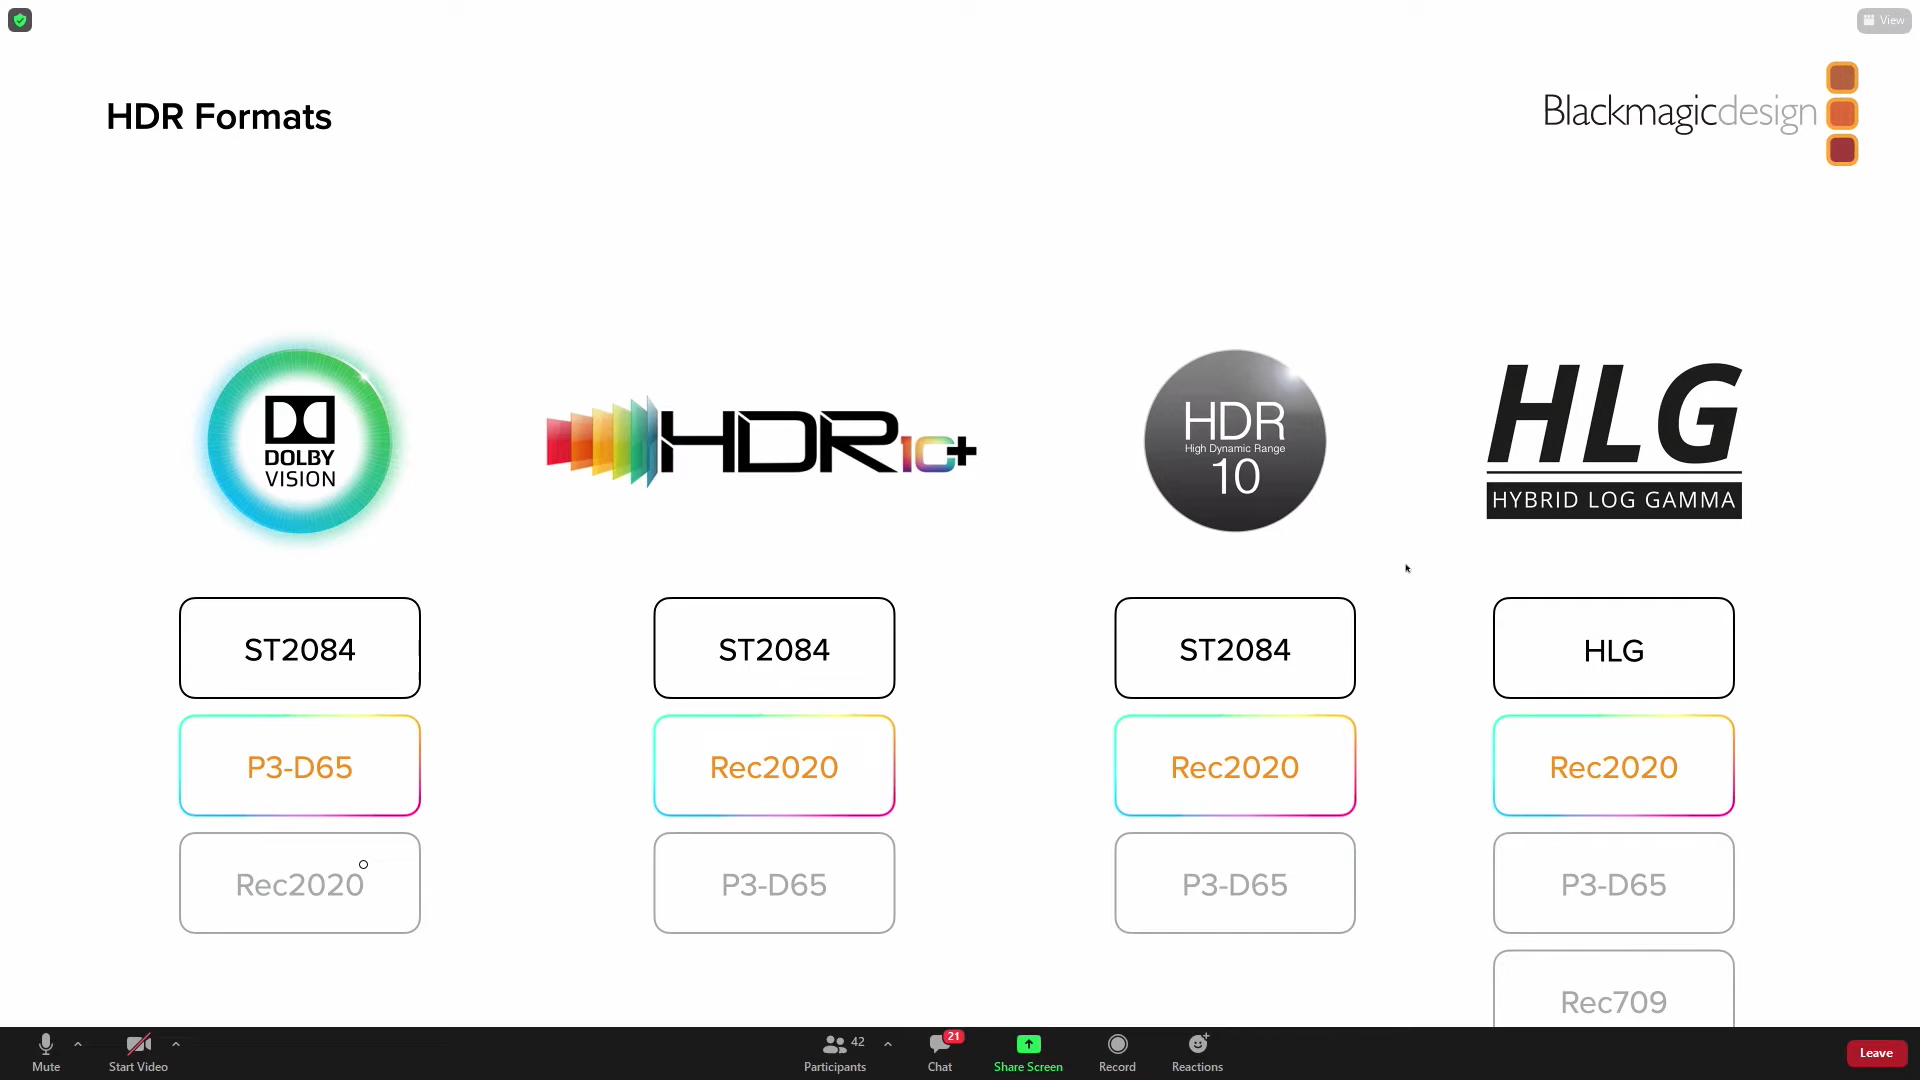 View
HDR Formats
Blackmagicdesign
DOLBY
VISION
HDR10+
HDR
High Dynamic Range
10
HLG
HYBRID LOG GAMMA
ST2084
ST2084
ST2084
HLG
P3-D65
Rec2020
Rec2020
Rec2020
Rec2020
P3-D65
P3-D65
P3-D65
Rec709
Mute
Start Video
42
Participants
21
Chat
Share Screen
Record
Reactions
Leave